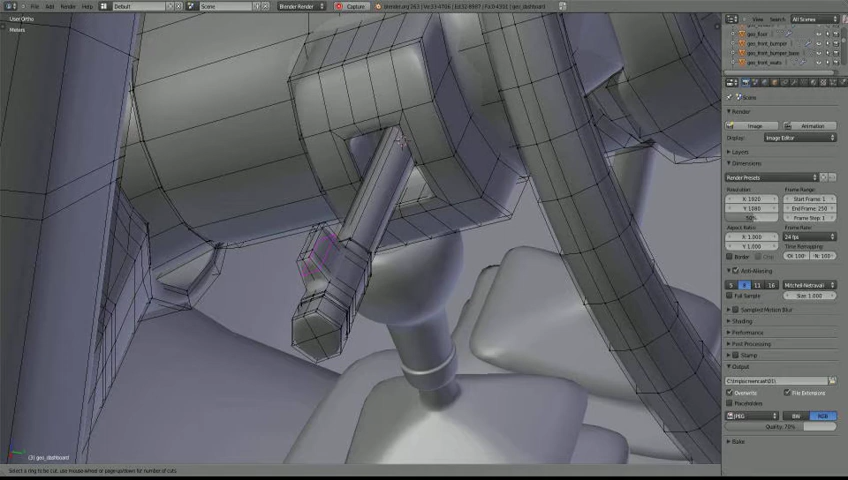 File Add Render Help
Default
Scene
Blender Render
Capture
User Ortho
Meters
View Search All Scenes
geo_floor
geo_front_bumper
geo_front_bumper_base
geo_front_seats
Scene
Render
Image
Animation
Display:
Image Editor
Layers
Dimensions
Render Presets
Resolution:
Frame Range:
X: 1920
Start Frame: 1
Y: 1080
End Frame: 250
50%
Frame Step: 1
Aspect Ratio:
Frame Rate:
X: 1.000
24 fps
Y: 1.000
Time Remapping:
Border
Crop
Anti-Aliasing
5 8 11 16
Mitchell-Netravali
Full Sample
Size: 1.000
Sampled Motion Blur
Shading
Performance
Post Processing
Stamp
Output
Overwrite
File Extensions
Placeholders
JPEG
BW
RGB
Quality: 70%
Bake
(3) geo_dashboard
Select a ring to be cut, use mouse-wheel or page-up/down for number of cuts